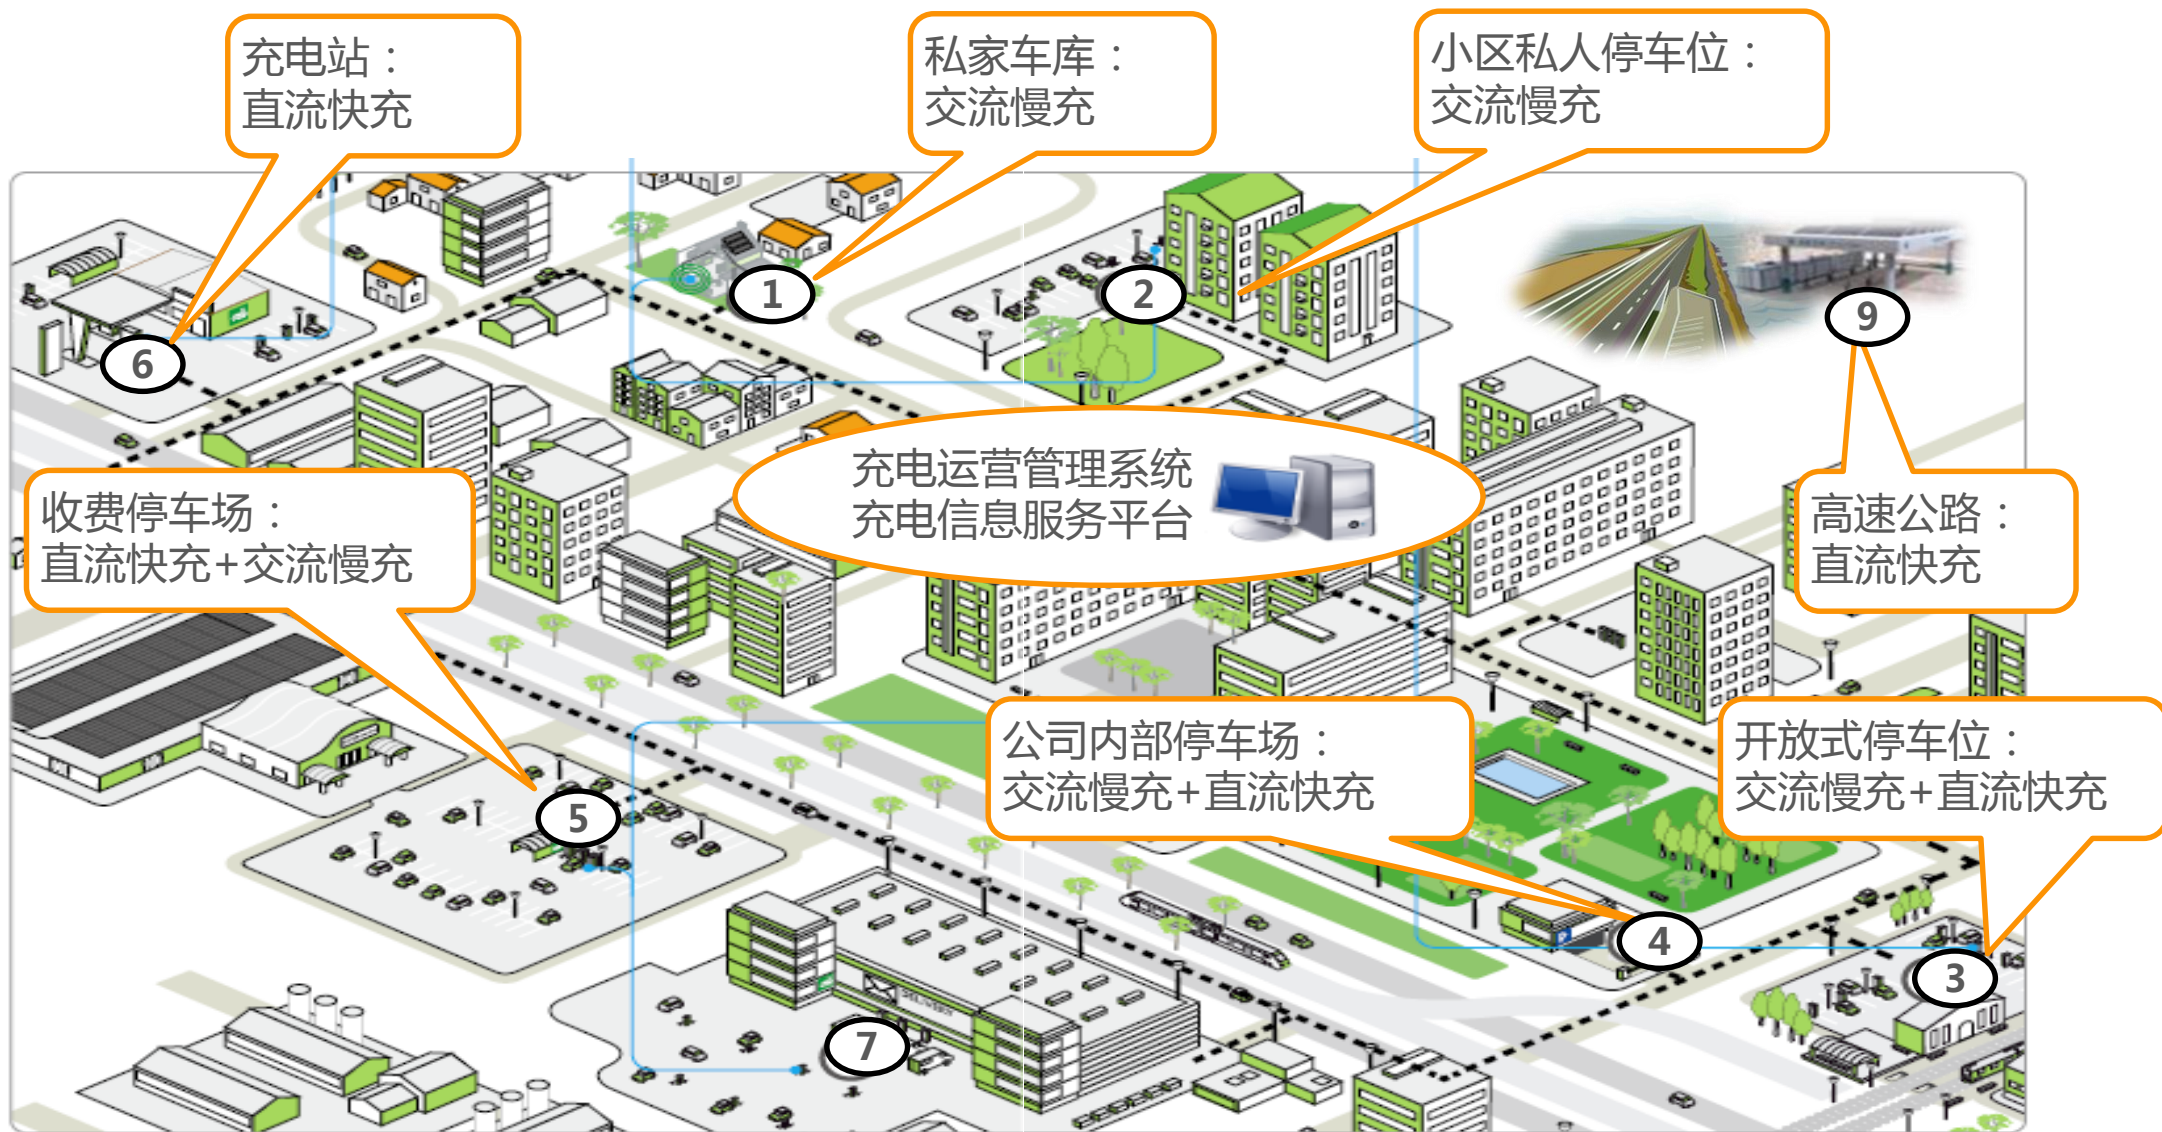 充电站：
直流快充
私家车库：
交流慢充
小区私人停车位：
交流慢充
1
2
9
6
充电运营管理系统
充电信息服务平台
收费停车场：
直流快充+交流慢充
高速公路：
直流快充
公司内部停车场：
交流慢充+直流快充
开放式停车位：
交流慢充+直流快充
5
4
3
7